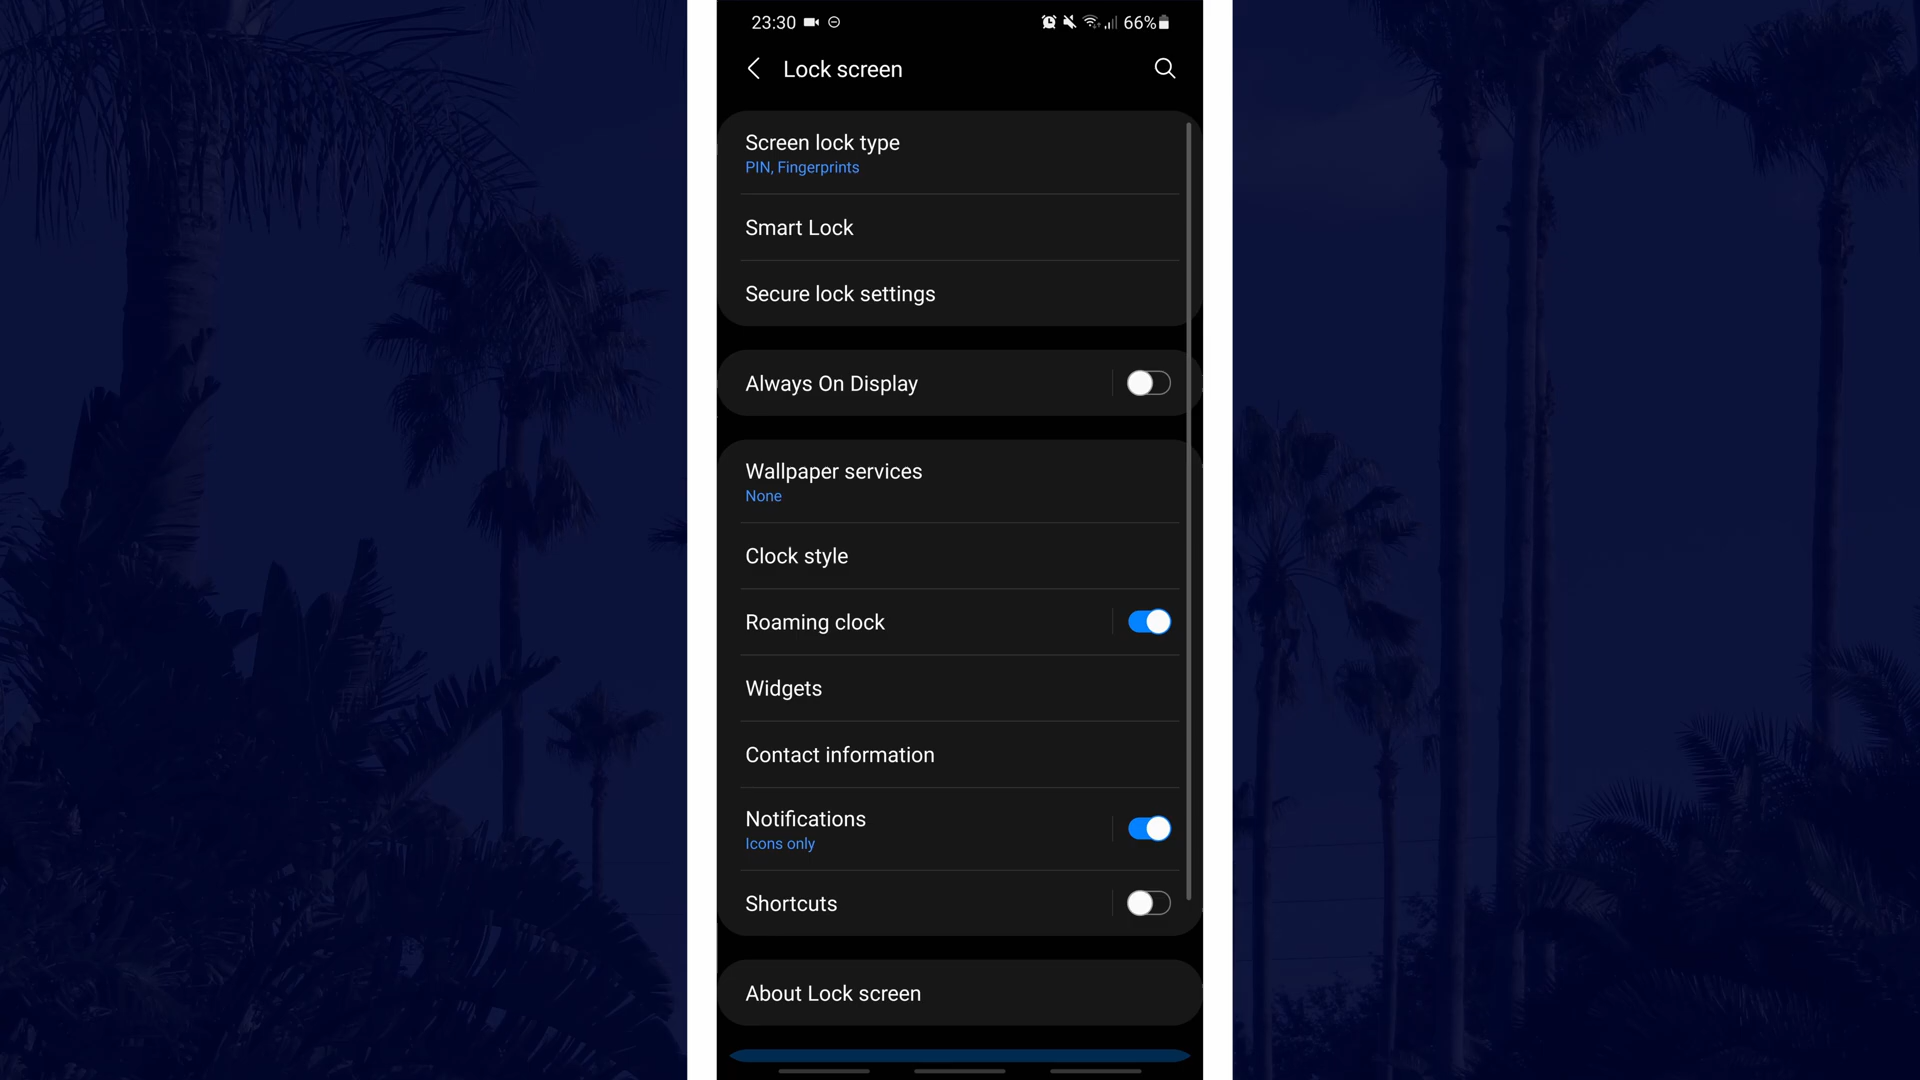 23:30 66%
Lock screen
Screen lock type
PIN, Fingerprints
Smart Lock
Secure lock settings
Always On Display
Wallpaper services
None
Clock style
Roaming clock
Widgets
Contact information
Notifications
Icons only
Shortcuts
About Lock screen